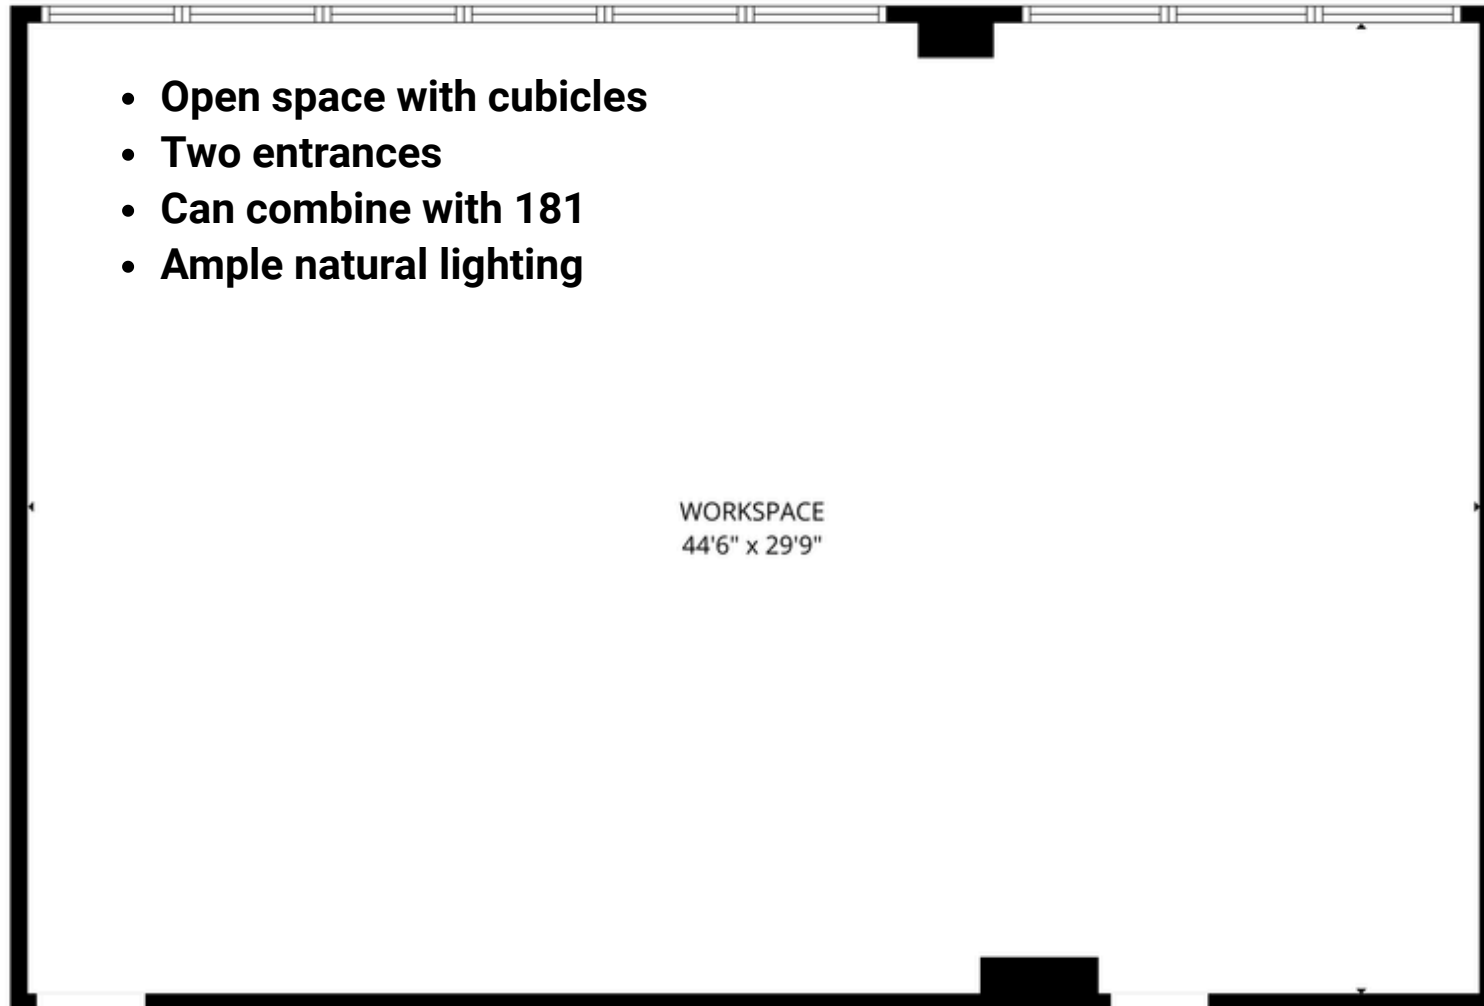 • Open space with cubicles
• Two entrances
• Can combine with 181
• Ample natural lighting
WORKSPACE
44'6" x 29'9"